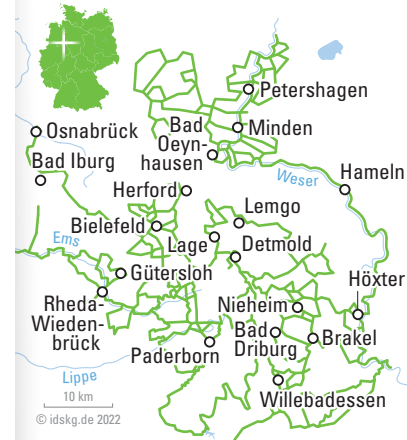 Petershagen
Osnabrück
Bad
Oeyn-
hausen
Minden
Bad Iburg
Weser
Hameln
Herford
Lemgo
Bielefeld
Ems
Lage
Detmold
Gütersloh
Höxter
Rheda-
Wieden-
brück
Nieheim
Bad
Driburg
Brakel
Paderborn
Lippe
10 km
Willebadessen
© idskg.de 2022